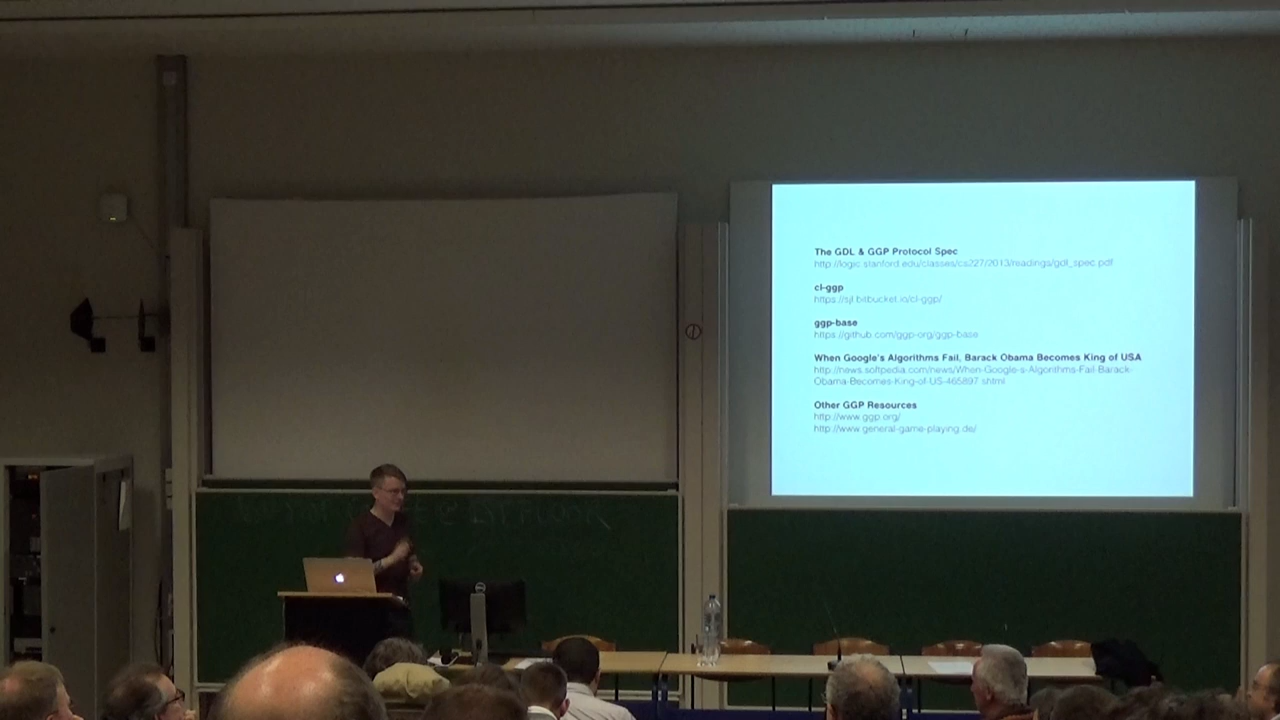 The GDL & GGP Protocol Spec
http://logic.stanford.edu/classes/cs227/2013/readings/gdl_spec.pdf
cl-ggp
https://sjl.bitbucket.io/cl-ggp/
ggp-base
https://github.com/ggp-org/ggp-base
When Google's Algorithms Fail, Barack Obama Becomes King of USA
http://news.softpedia.com/news/When-Google-s-Algorithms-Fail-Barack-
Obama-Becomes-King-of-US-465897.shtml
Other GGP Resources
http://www.ggp.org/
http://www.general-game-playing.de/